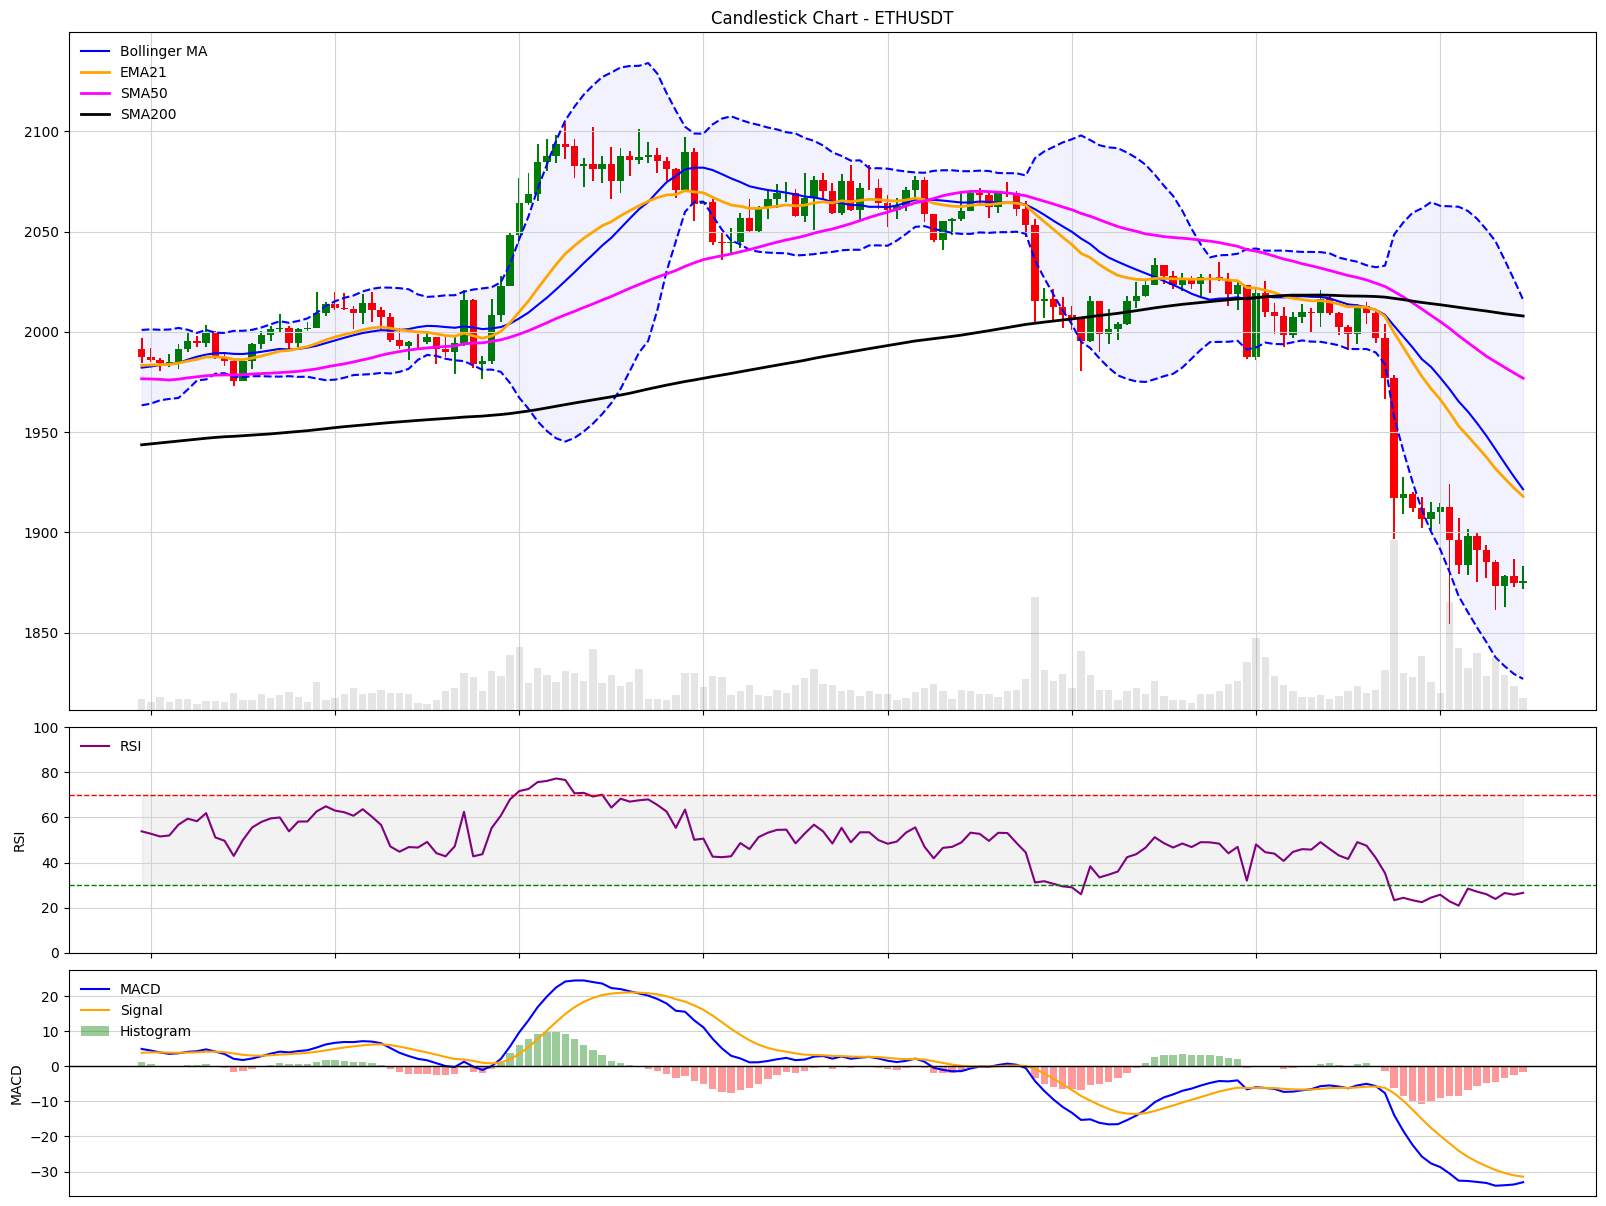 Candlestick Chart - ETHUSDT
Bollinger MA
EMA21
SMA50
SMA200
2100
2050
2000
1950
1900
1850
RSI
100
80
60
40
20
0
RSI
MACD
Signal
Histogram
20
10
0
−10
−20
−30
MACD